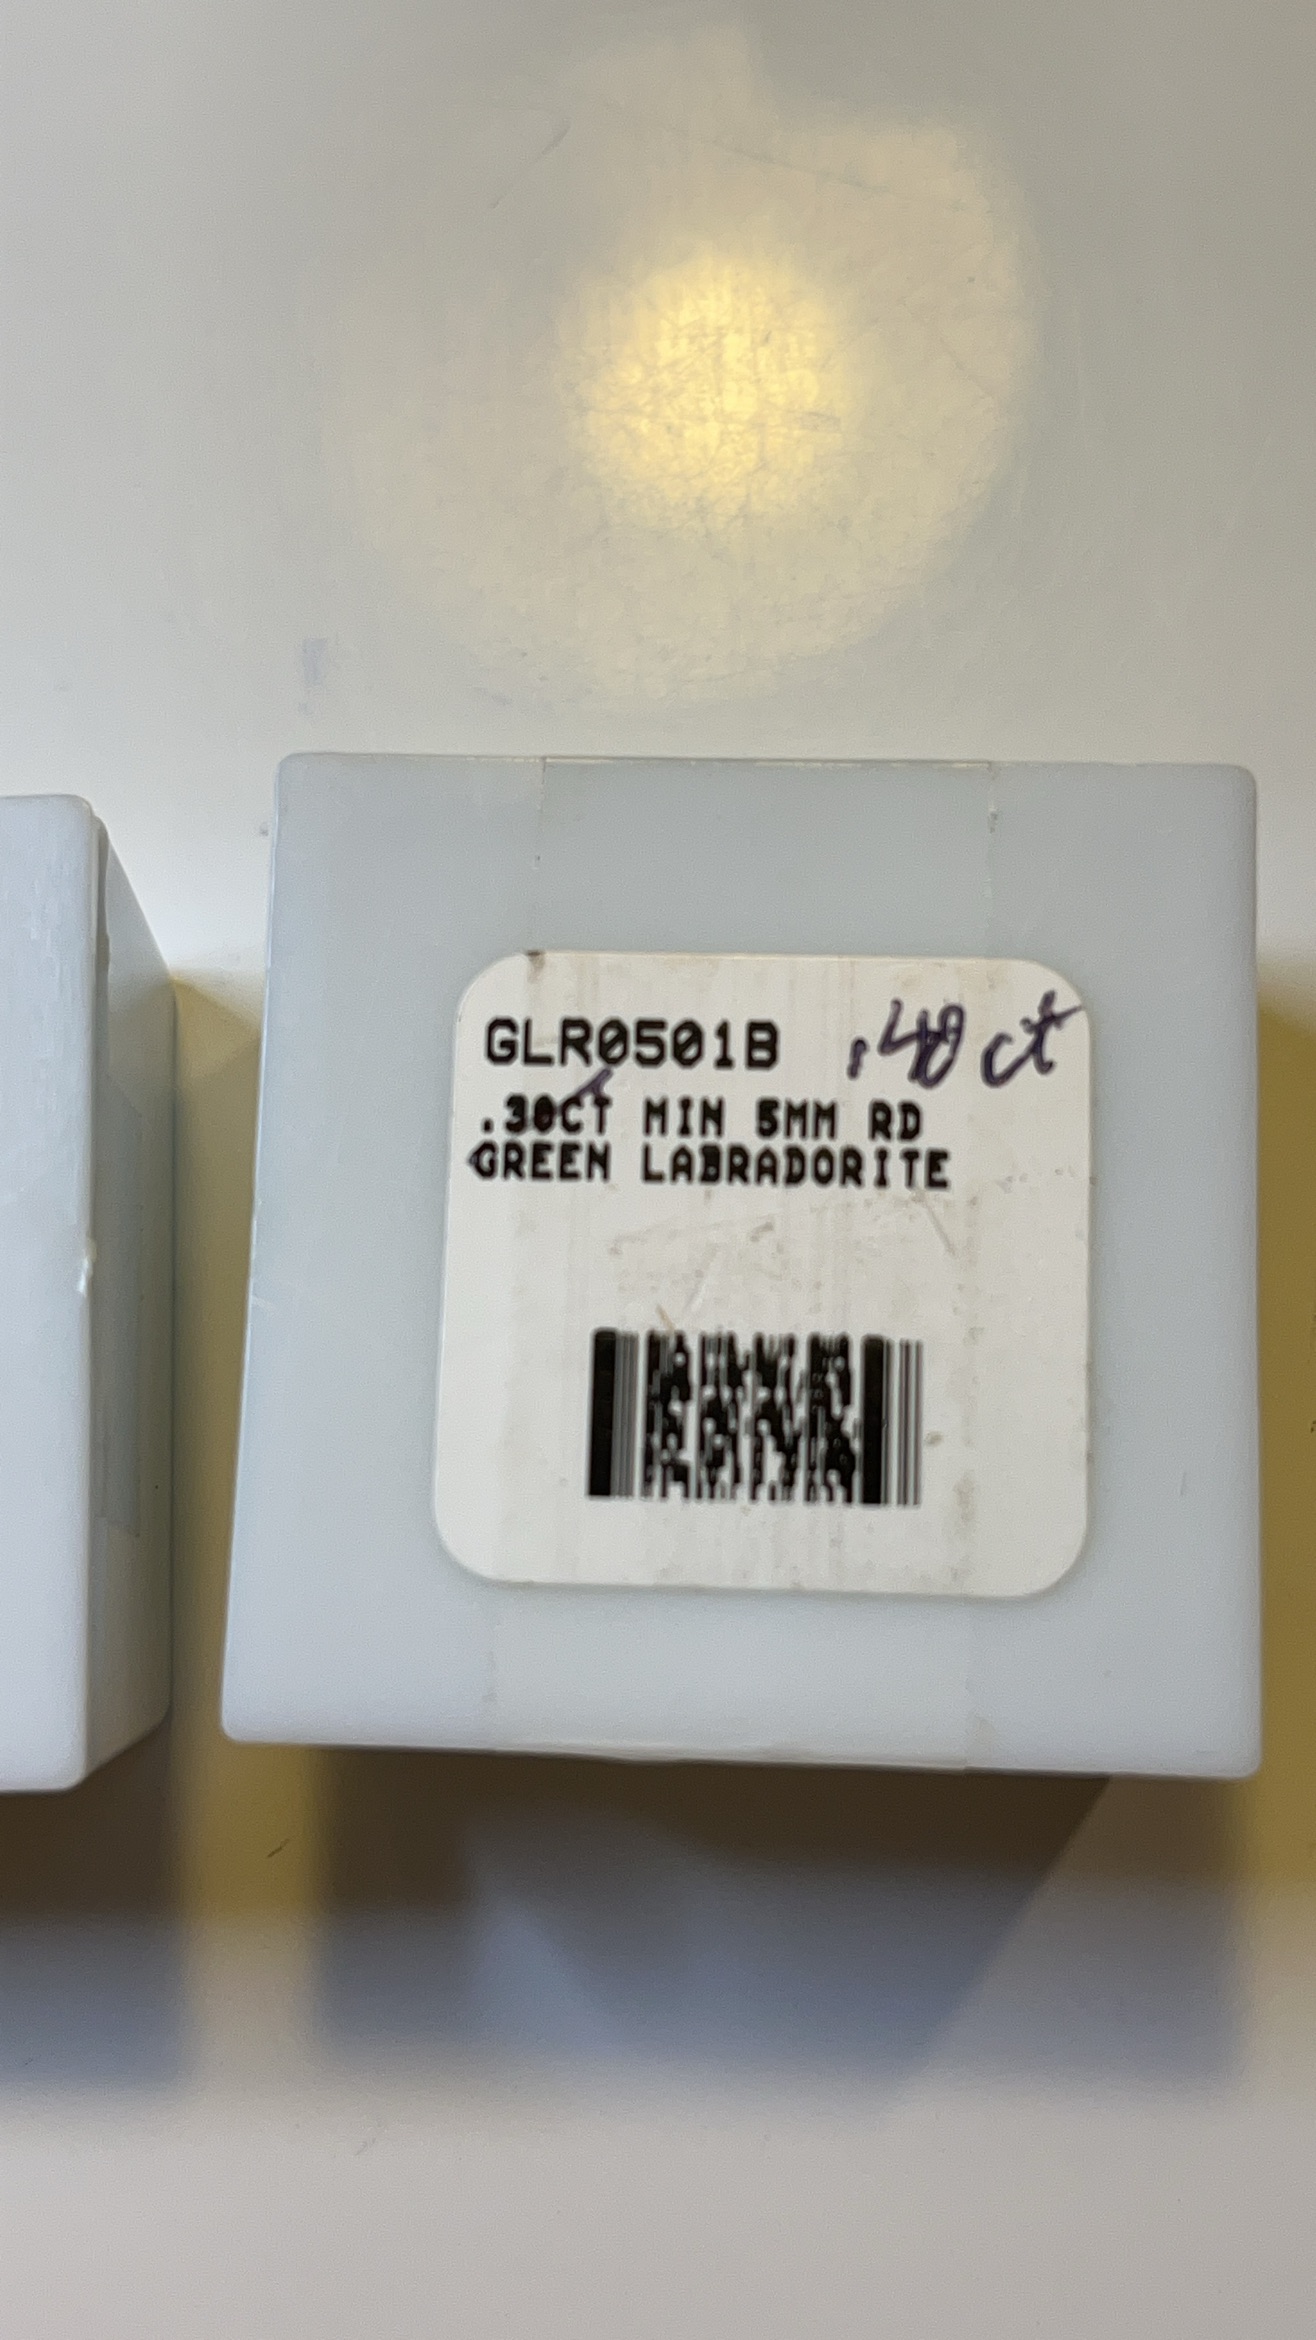 GLR0501B .40 ct
.30CT MIN 5MM RD
GREEN LABRADORITE